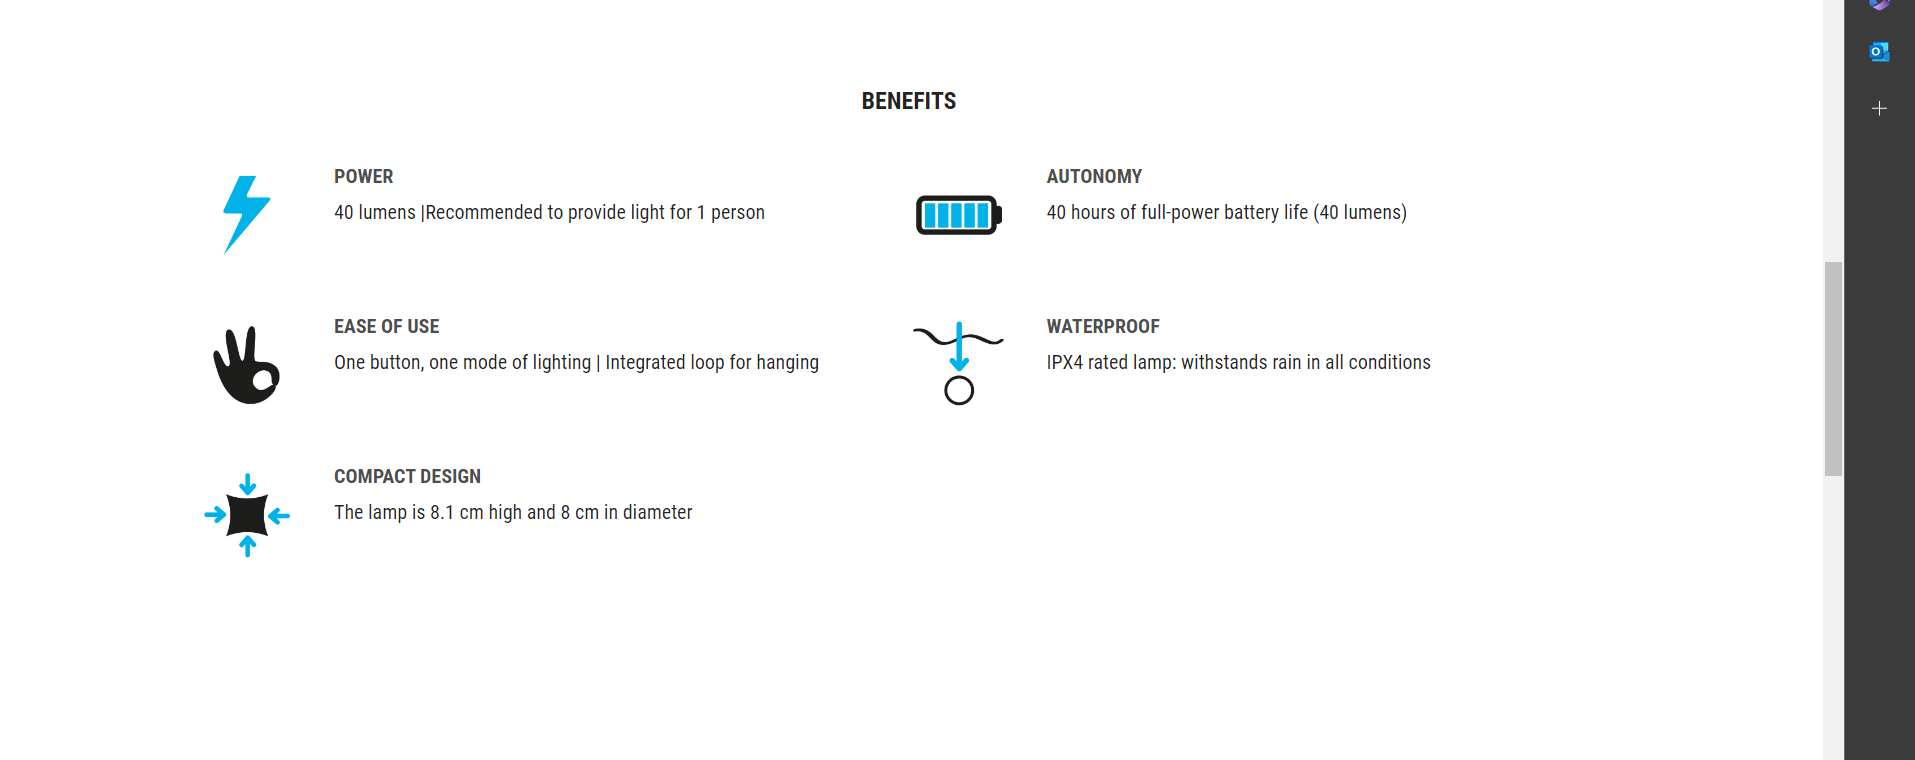 BENEFITS
POWER
40 lumens |Recommended to provide light for 1 person
AUTONOMY
40 hours of full-power battery life (40 lumens)
EASE OF USE
One button, one mode of lighting | Integrated loop for hanging
WATERPROOF
IPX4 rated lamp: withstands rain in all conditions
COMPACT DESIGN
The lamp is 8.1 cm high and 8 cm in diameter